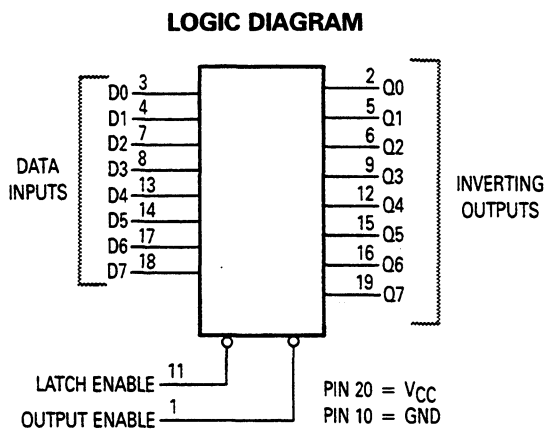 LOGIC DIAGRAM
DATA
INPUTS
D0 3
D1 4
D2 7
D3 8
D4 13
D5 14
D6 17
D7 18
2 Q0
5 Q1
6 Q2
9 Q3
12 Q4
15 Q5
16 Q6
19 Q7
INVERTING
OUTPUTS
LATCH ENABLE 11
OUTPUT ENABLE 1
PIN 20 = VCC
PIN 10 = GND